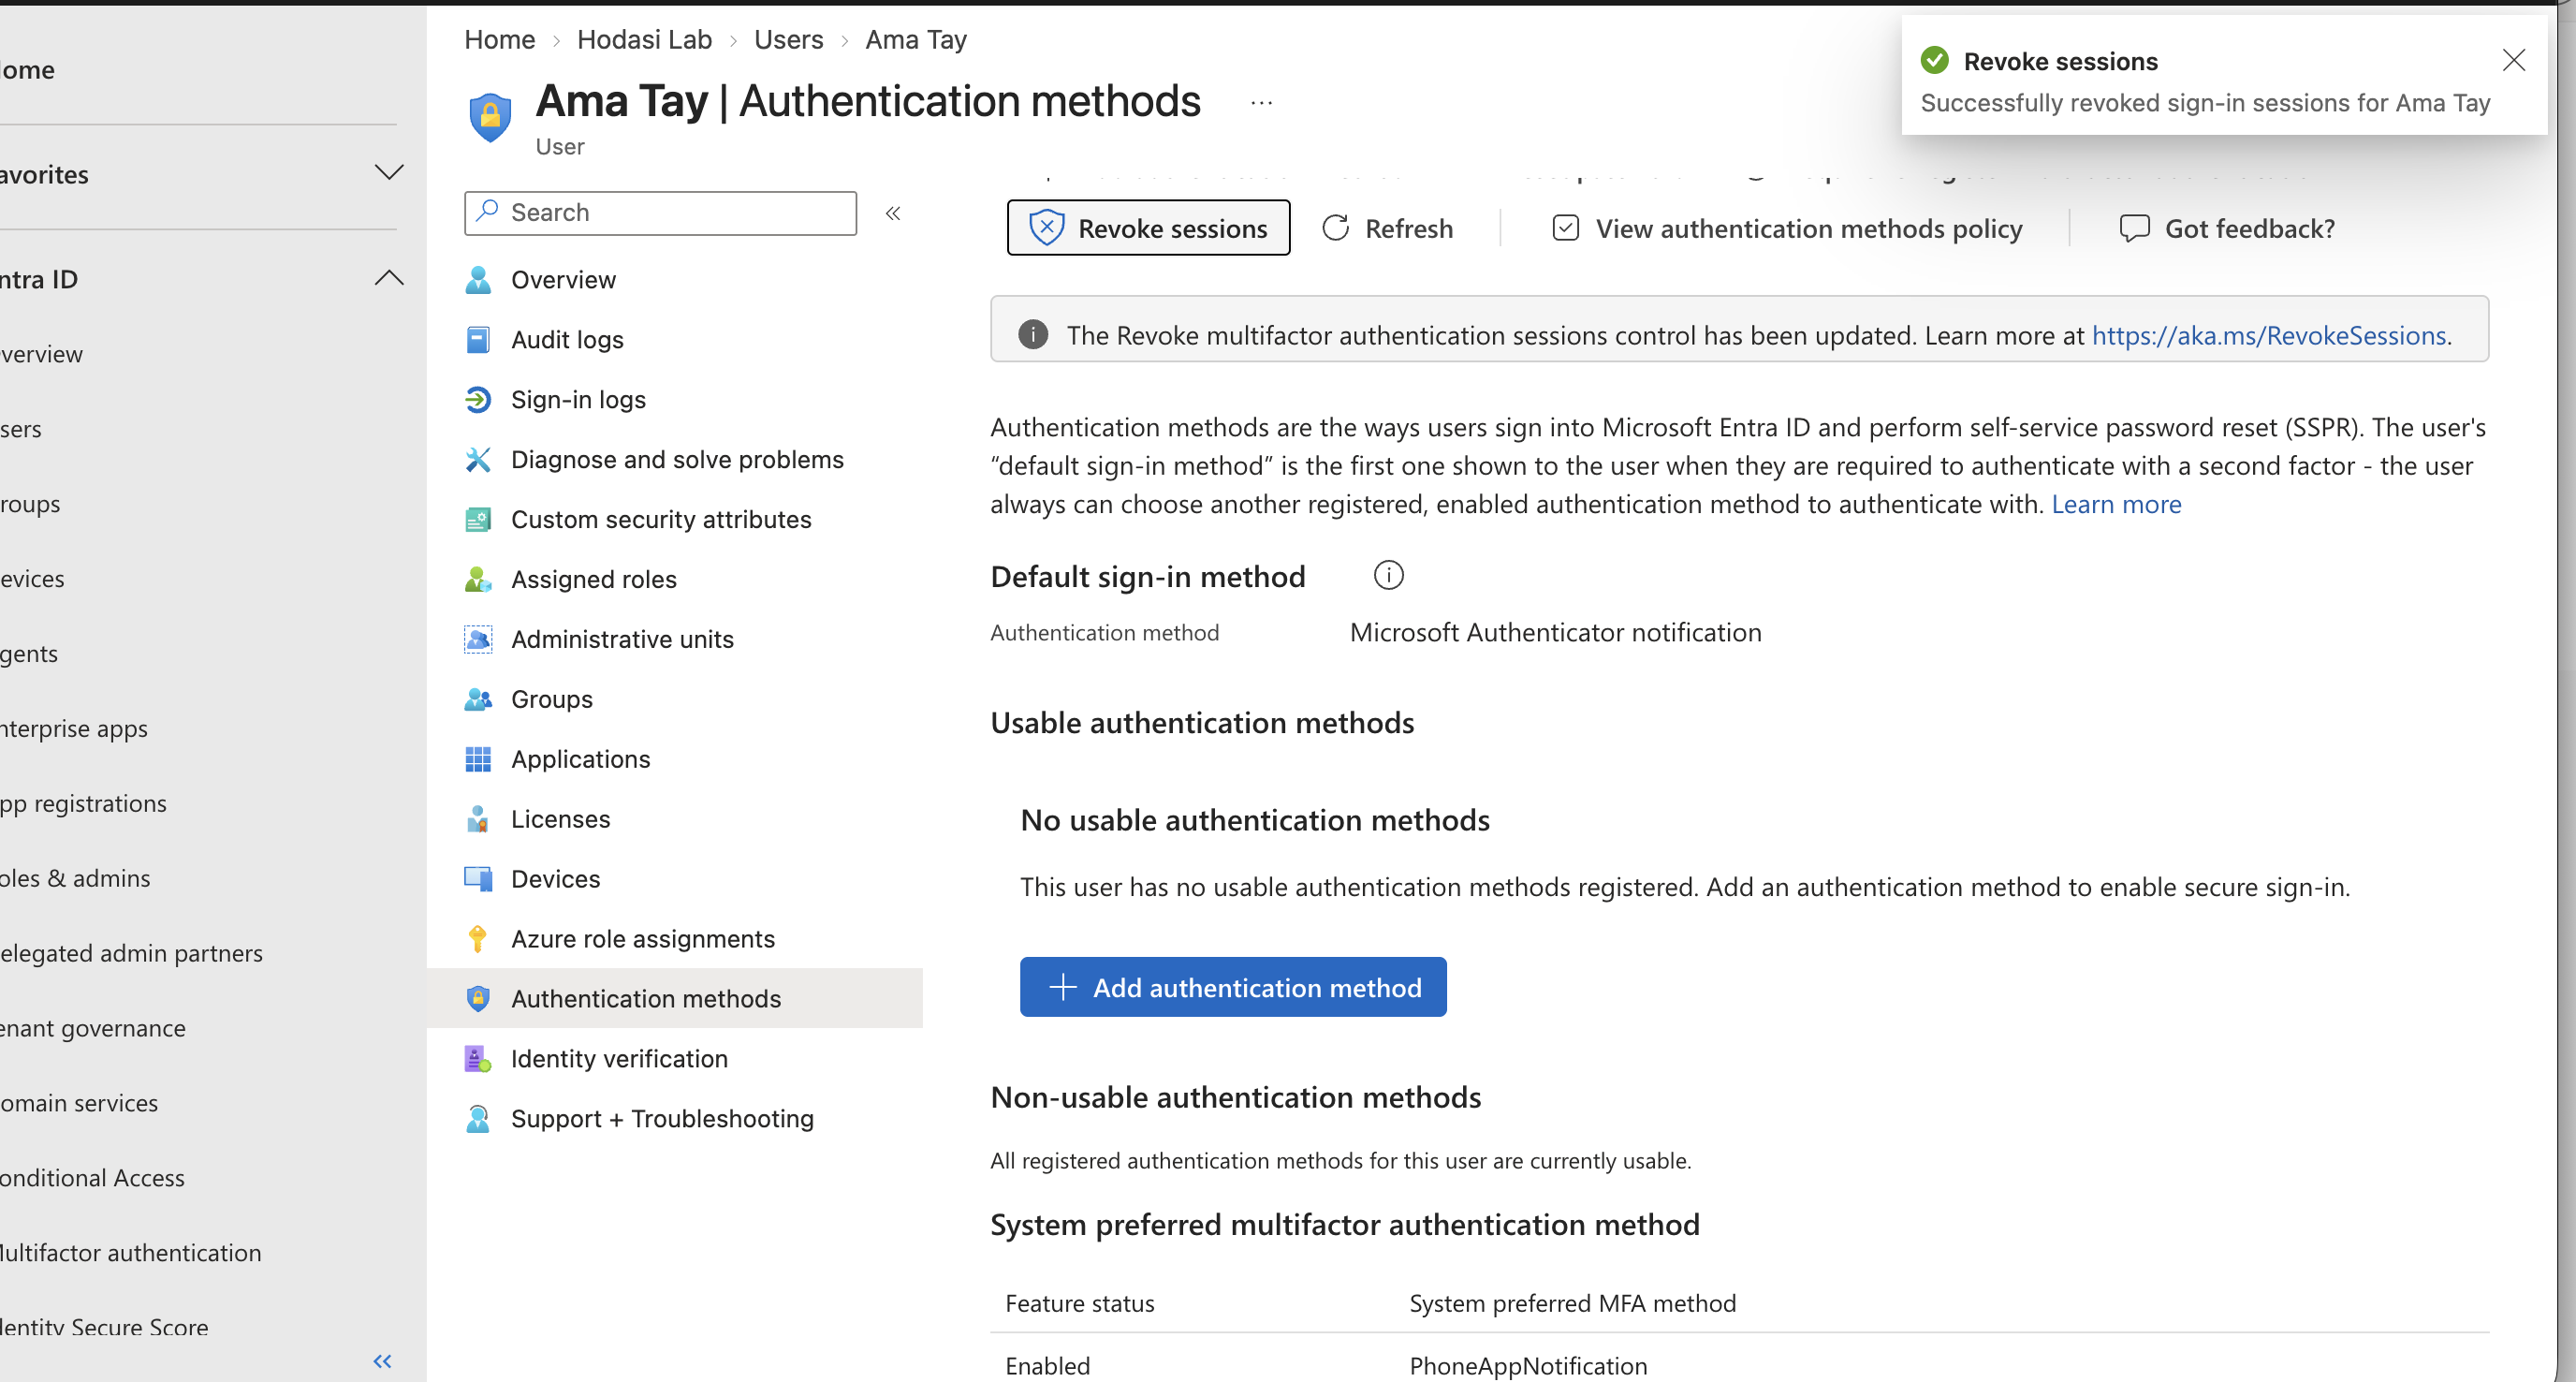 Home > Hodasi Lab > Users > Ama Tay
Ama Tay | Authentication methods ...
User
Revoke sessions
Successfully revoked sign-in sessions for Ama Tay
ome
avorites
ntra ID
verview
sers
roups
evices
gents
nterprise apps
pp registrations
oles & admins
elegated admin partners
enant governance
omain services
onditional Access
ultifactor authentication
dentity Secure Score
Search
Overview
Audit logs
Sign-in logs
Diagnose and solve problems
Custom security attributes
Assigned roles
Administrative units
Groups
Applications
Licenses
Devices
Azure role assignments
Authentication methods
Identity verification
Support + Troubleshooting
Revoke sessions Refresh View authentication methods policy Got feedback?
The Revoke multifactor authentication sessions control has been updated. Learn more at https://aka.ms/RevokeSessions.
Authentication methods are the ways users sign into Microsoft Entra ID and perform self-service password reset (SSPR). The user's
“default sign-in method” is the first one shown to the user when they are required to authenticate with a second factor - the user
always can choose another registered, enabled authentication method to authenticate with. Learn more
Default sign-in method
Authentication method Microsoft Authenticator notification
Usable authentication methods
No usable authentication methods
This user has no usable authentication methods registered. Add an authentication method to enable secure sign-in.
Add authentication method
Non-usable authentication methods
All registered authentication methods for this user are currently usable.
System preferred multifactor authentication method
Feature status System preferred MFA method
Enabled PhoneAppNotification